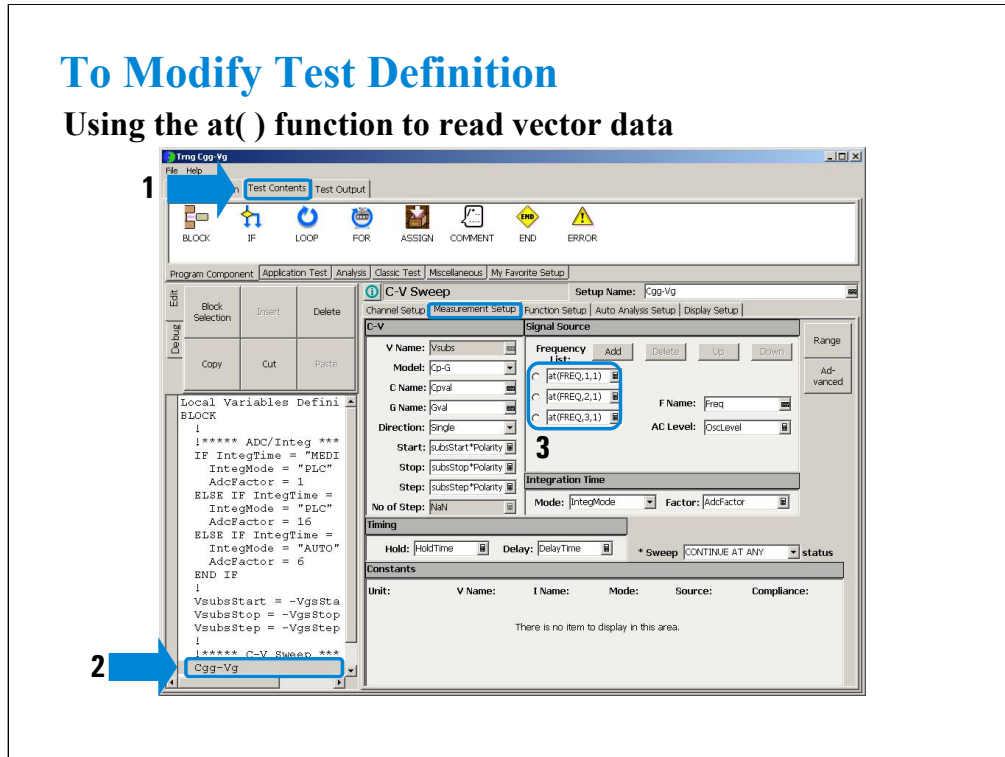 To Modify Test Definition
Using the at( ) function to read vector data
Trng Cgg-Vg
File Help
1
n Test Contents Test Output
BLOCK IF LOOP FOR ASSIGN COMMENT END ERROR
Program Component Application Test Analysis Classic Test Miscellaneous My Favorite Setup
Edit
Debug
Block Selection Insert Delete
Copy Cut Paste
C-V Sweep Setup Name: Cgg-Vg
Channel Setup Measurement Setup Function Setup Auto Analysis Setup Display Setup
C-V Signal Source
V Name: Vsubs
Model: Cp-G
C Name: Cpval
G Name: Gval
Direction: Single
Start: subsStart*Polarity
Stop: subsStop*Polarity
Step: subsStep*Polarity
No of Step: NaN
Frequency List: Add Delete Up Down
at(FREQ,1,1)
at(FREQ,2,1)
at(FREQ,3,1)
3
F Name: Freq
AC Level: OscLevel
Range
Ad-
vanced
Integration Time
Mode: IntegMode Factor: AdcFactor
Timing
Hold: HoldTime Delay: DelayTime * Sweep CONTINUE AT ANY status
Constants
Unit: V Name: I Name: Mode: Source: Compliance:
There is no item to display in this area.
Local Variables Defini
BLOCK
!
!***** ADC/Integ ***
IF IntegTime = "MEDI
IntegMode = "PLC"
AdcFactor = 1
ELSE IF IntegTime =
IntegMode = "PLC"
AdcFactor = 16
ELSE IF IntegTime =
IntegMode = "AUTO"
AdcFactor = 6
END IF
!
VsubsStart = -VgsSta
VsubsStop = -VgsStop
VsubsStep = -VgsStep
!
!***** C-V Sweep ***
Cgg-Vg
2